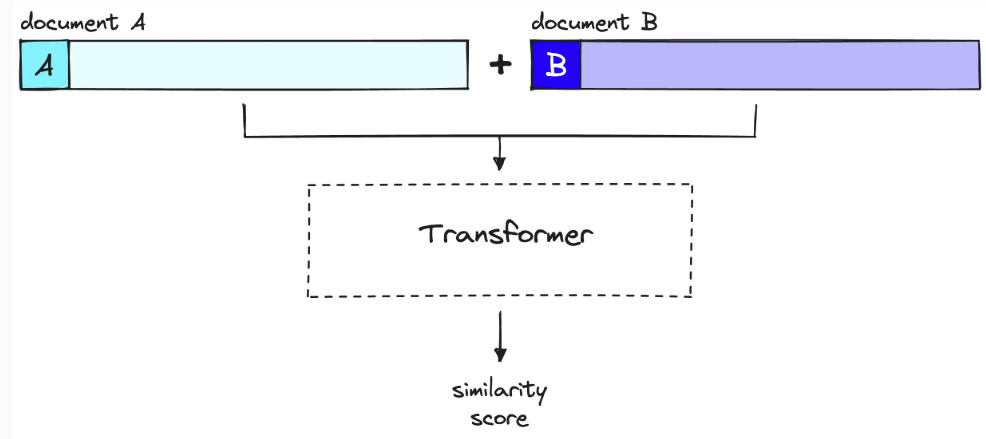 document A
document B
A
+
B
Transformer
similarity
score